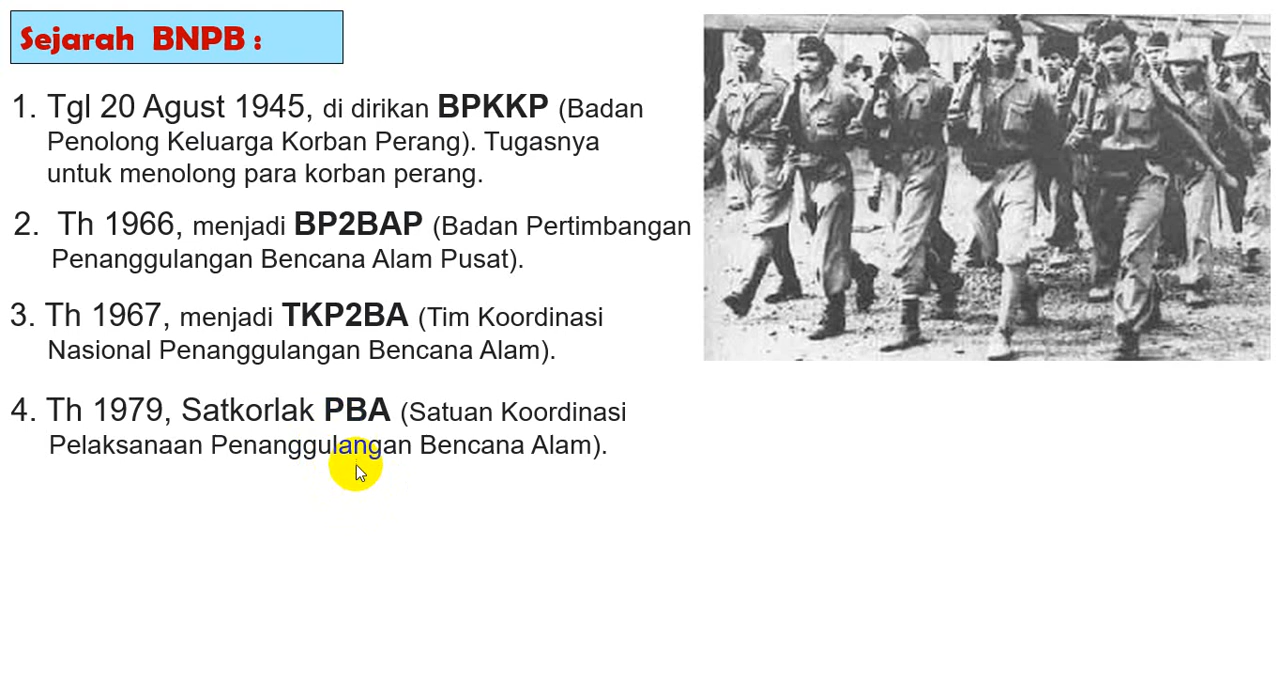 Sejarah BNPB :
1. Tgl 20 Agust 1945, di dirikan BPKKP (Badan
Penolong Keluarga Korban Perang). Tugasnya
untuk menolong para korban perang.
2. Th 1966, menjadi BP2BAP (Badan Pertimbangan
Penanggulangan Bencana Alam Pusat).
3. Th 1967, menjadi TKP2BA (Tim Koordinasi
Nasional Penanggulangan Bencana Alam).
4. Th 1979, Satkorlak PBA (Satuan Koordinasi
Pelaksanaan Penanggulangan Bencana Alam).